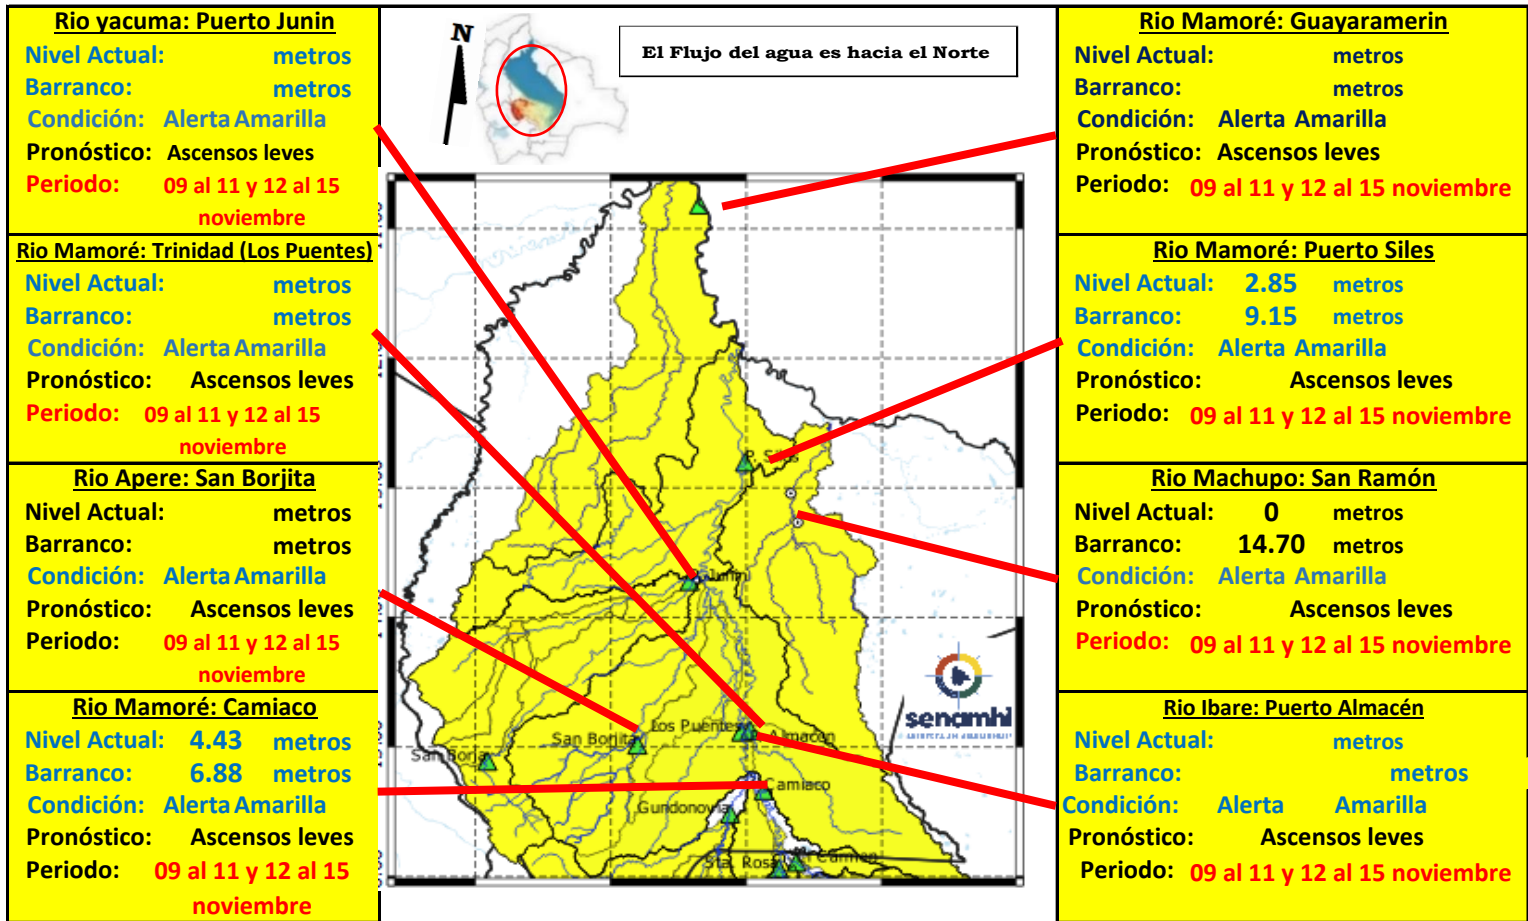 Rio yacuma: Puerto Junin
Nivel Actual: metros
Barranco: metros
Condición: Alerta Amarilla
Pronóstico: Ascensos leves
Periodo: 09 al 11 y 12 al 15
noviembre
Rio Mamoré: Trinidad (Los Puentes)
Nivel Actual: metros
Barranco: metros
Condición: Alerta Amarilla
Pronóstico: Ascensos leves
Periodo: 09 al 11 y 12 al 15
noviembre
Rio Apere: San Borjita
Nivel Actual: metros
Barranco: metros
Condición: Alerta Amarilla
Pronóstico: Ascensos leves
Periodo: 09 al 11 y 12 al 15
noviembre
Rio Mamoré: Camiaco
Nivel Actual: 4.43 metros
Barranco: 6.88 metros
Condición: Alerta Amarilla
Pronóstico: Ascensos leves
Periodo: 09 al 11 y 12 al 15
noviembre
N
El Flujo del agua es hacia el Norte
P. Siles
Junin
Los Puentes
P. Almacen
San Borjita
San Borja
Camiaco
Gundonovia
Sta. Rosa
Carmen
senamhi
Rio Mamoré: Guayaramerin
Nivel Actual: metros
Barranco: metros
Condición: Alerta Amarilla
Pronóstico: Ascensos leves
Periodo: 09 al 11 y 12 al 15 noviembre
Rio Mamoré: Puerto Siles
Nivel Actual: 2.85 metros
Barranco: 9.15 metros
Condición: Alerta Amarilla
Pronóstico: Ascensos leves
Periodo: 09 al 11 y 12 al 15 noviembre
Rio Machupo: San Ramón
Nivel Actual: 0 metros
Barranco: 14.70 metros
Condición: Alerta Amarilla
Pronóstico: Ascensos leves
Periodo: 09 al 11 y 12 al 15 noviembre
Rio Ibare: Puerto Almacén
Nivel Actual: metros
Barranco: metros
Condición: Alerta Amarilla
Pronóstico: Ascensos leves
Periodo: 09 al 11 y 12 al 15 noviembre